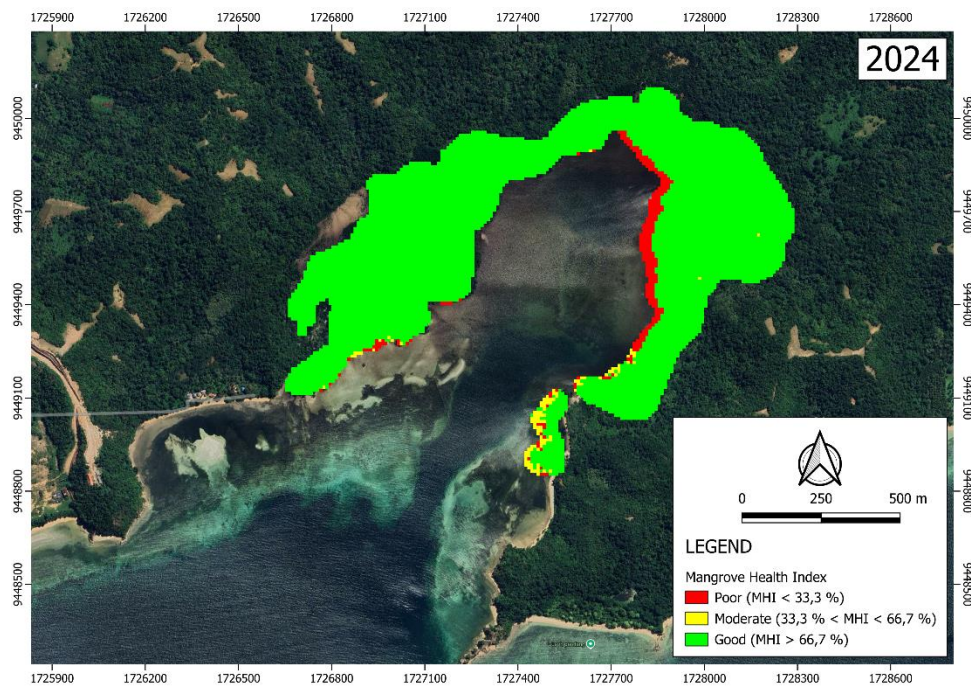 1725900 1726200 1726500 1726800 1727100 1727400 1727700 1728000 1728300 1728600
2024
9450000 9450000
9449700 9449700
9449400 9449400
9449100 9449100
9448800 9448800
9448500 9448500
0 250 500 m
LEGEND
Mangrove Health Index
Poor (MHI < 33,3 %)
Moderate (33,3 % < MHI < 66,7 %)
Good (MHI > 66,7 %)
1725900 1726200 1726500 1726800 1727100 1727400 1727700 1728000 1728300 1728600